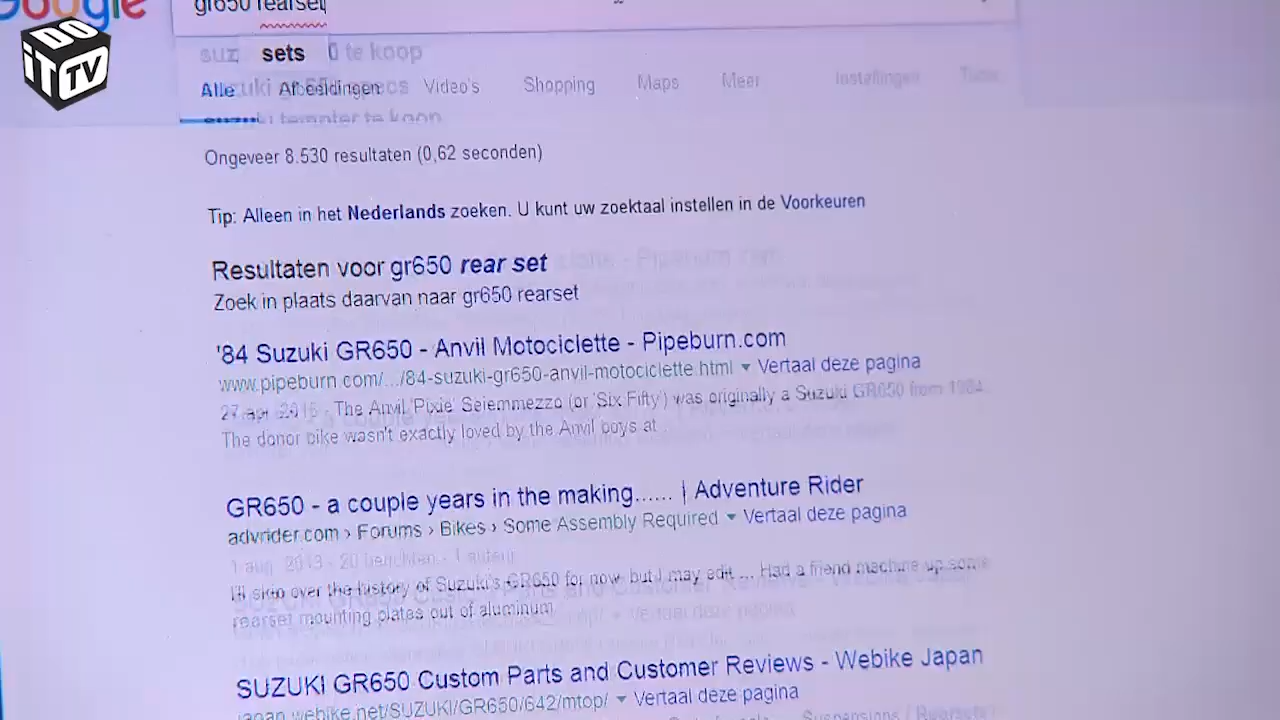 Google
gr650 rearset
DO
iT
TV
suz sets te koop
Alle Afbeeldingen Video's Shopping Maps Meer Instellingen
suzuki tempter te koop
Ongeveer 8.530 resultaten (0,62 seconden)
Tip: Alleen in het Nederlands zoeken. U kunt uw zoektaal instellen in de Voorkeuren
Resultaten voor gr650 rear set
Zoek in plaats daarvan naar gr650 rearset
'84 Suzuki GR650 - Anvil Motociclette - Pipeburn.com
www.pipeburn.com/.../84-suzuki-gr650-anvil-motociclette.html Vertaal deze pagina
The Anvil 'Pixie' Seiemmezzo (or 'Six Fifty') was originally a Suzuki GR650 from 1984.
The donor bike wasn't exactly loved by the Anvil boys at
GR650 - a couple years in the making...... | Adventure Rider
advrider.com › Forums › Bikes › Some Assembly Required Vertaal deze pagina
1 aug. 2013 - 20 berichten - 1 auteur
I'll skip over the history of Suzuki's GR650 for now, but I may edit ... Had a friend machine up some
rearset mounting plates out of aluminum
SUZUKI GR650 Custom Parts and Customer Reviews - Webike Japan
japan.webike.net/SUZUKI/GR650/642/mtop/ Vertaal deze pagina